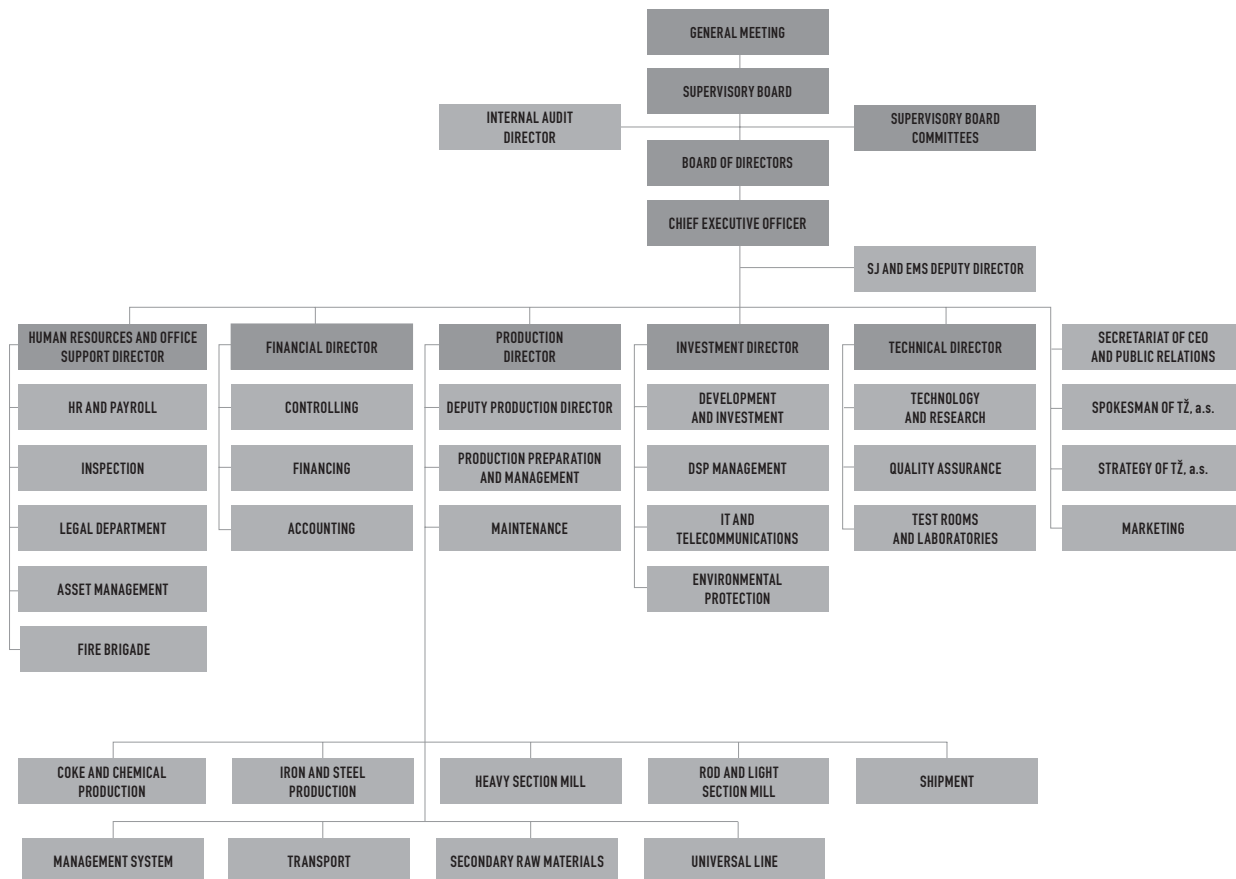 GENERAL MEETING
SUPERVISORY BOARD
INTERNAL AUDIT
DIRECTOR
SUPERVISORY BOARD
COMMITTEES
BOARD OF DIRECTORS
CHIEF EXECUTIVE OFFICER
SJ AND EMS DEPUTY DIRECTOR
HUMAN RESOURCES AND OFFICE
SUPPORT DIRECTOR
FINANCIAL DIRECTOR
PRODUCTION
DIRECTOR
INVESTMENT DIRECTOR
TECHNICAL DIRECTOR
SECRETARIAT OF CEO
AND PUBLIC RELATIONS
HR AND PAYROLL
CONTROLLING
DEPUTY PRODUCTION DIRECTOR
DEVELOPMENT
AND INVESTMENT
TECHNOLOGY
AND RESEARCH
SPOKESMAN OF TŽ, a.s.
INSPECTION
FINANCING
PRODUCTION PREPARATION
AND MANAGEMENT
DSP MANAGEMENT
QUALITY ASSURANCE
STRATEGY OF TŽ, a.s.
LEGAL DEPARTMENT
ACCOUNTING
MAINTENANCE
IT AND
TELECOMMUNICATIONS
TEST ROOMS
AND LABORATORIES
MARKETING
ASSET MANAGEMENT
ENVIRONMENTAL
PROTECTION
FIRE BRIGADE
COKE AND CHEMICAL
PRODUCTION
IRON AND STEEL
PRODUCTION
HEAVY SECTION MILL
ROD AND LIGHT
SECTION MILL
SHIPMENT
MANAGEMENT SYSTEM
TRANSPORT
SECONDARY RAW MATERIALS
UNIVERSAL LINE